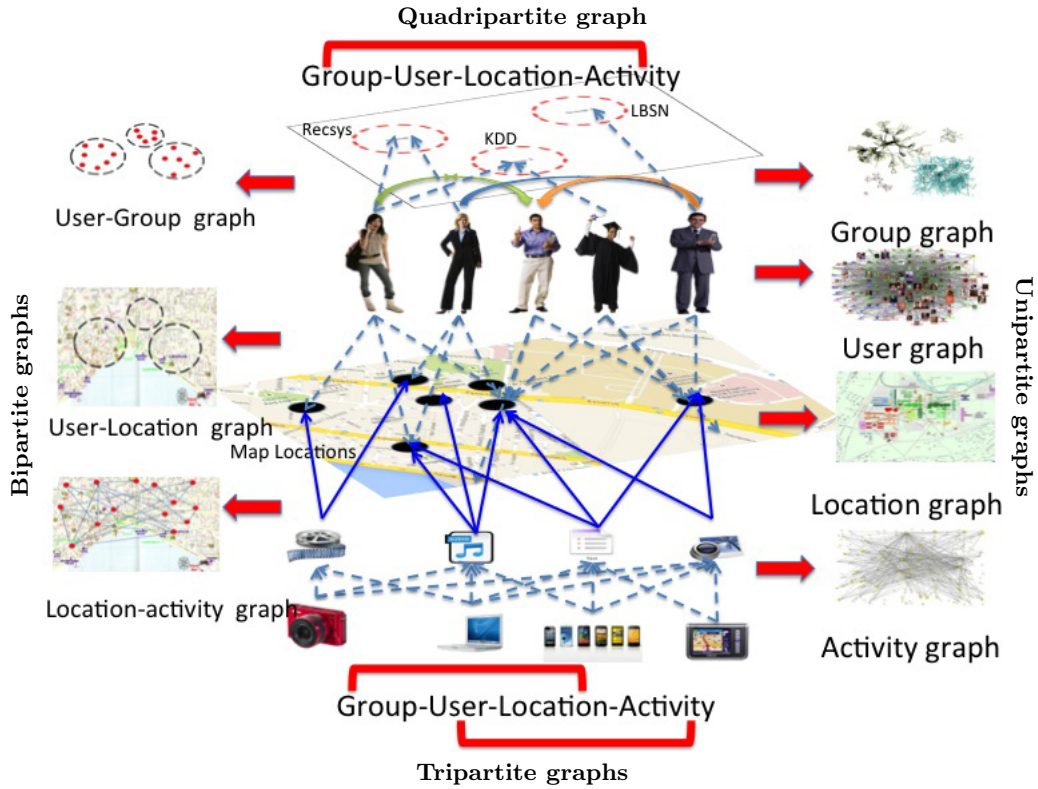 Quadripartite graph
Group-User-Location-Activity
LBSN
Recsys
KDD
User-Group graph
Group graph
Bipartite graphs
Unipartite graphs
User graph
User-Location graph
Map Locations
Location graph
Location-activity graph
Activity graph
Group-User-Location-Activity
Tripartite graphs